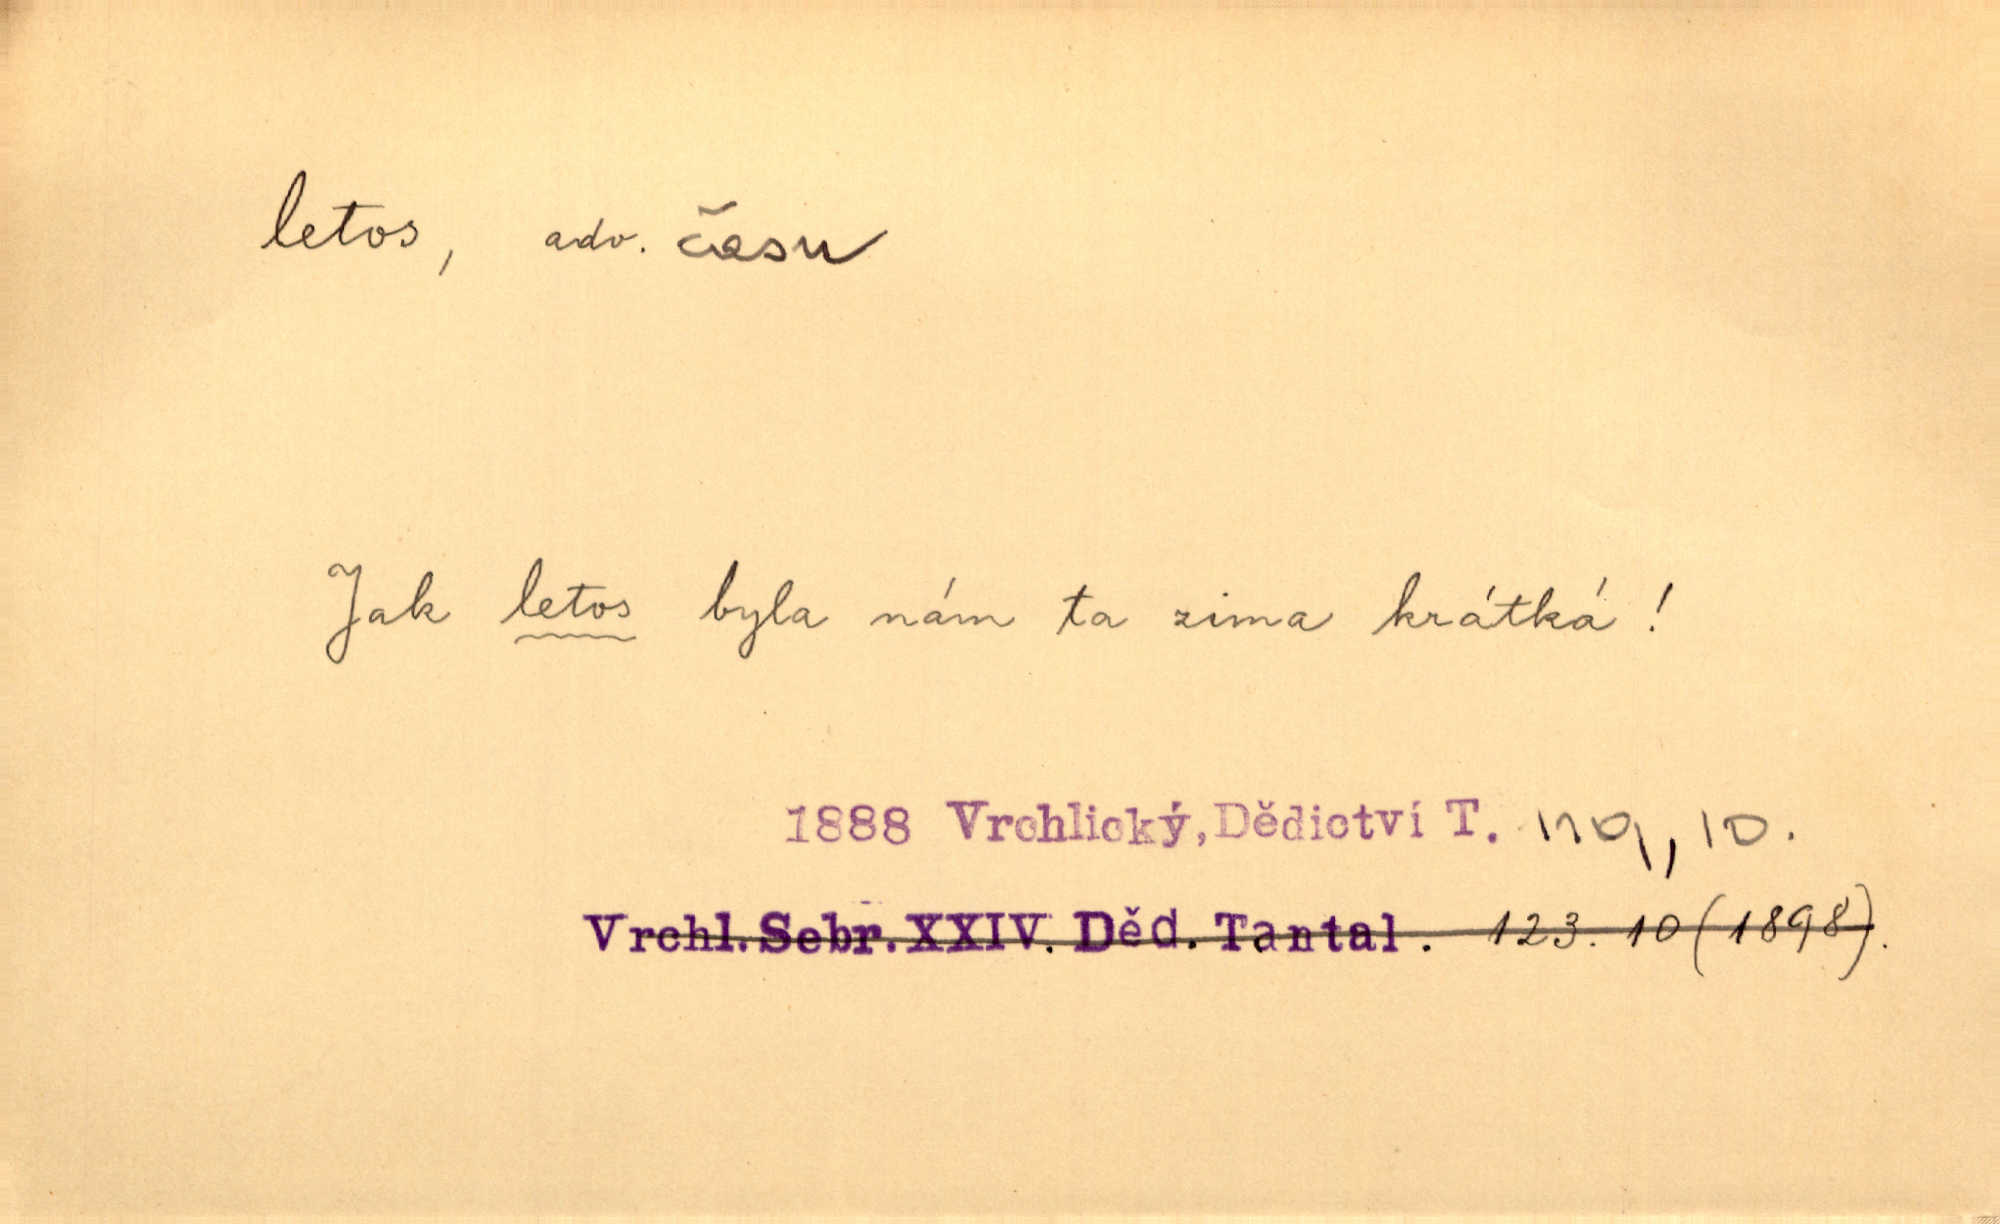 letos, adv. času
Jak letos byla nám ta zima krátká!
1888 Vrchlický, Dědictví T. 119, 10.
Vrchl. Sebr. XXIV. Děd. Tantal. 123. 10 (1898).